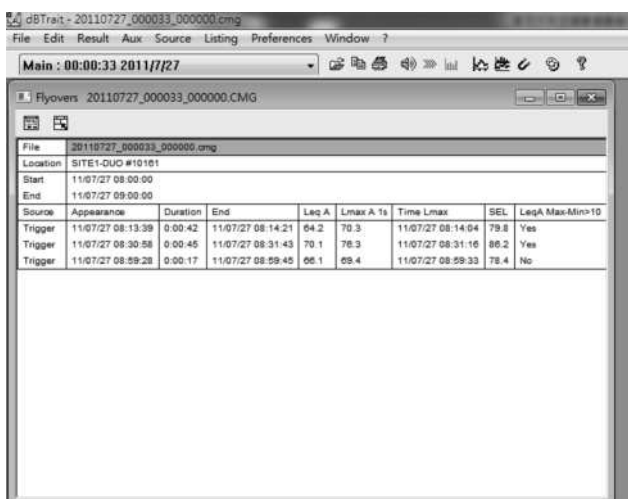 dBTrait - 20110727_000033_000000.cmg
File Edit Result Aux Source Listing Preferences Window ?
Main : 00:00:33 2011/7/27
Flyovers 20110727_000033_000000.CMG
File 20110727_000033_000000.cmg
Location SITE1-DUO #10161
Start 11/07/27 08:00:00
End 11/07/27 09:00:00
Source Appearance Duration End Leq A Lmax A 1s Time Lmax SEL LeqA Max-Min>10
Trigger 11/07/27 08:13:39 0:00:42 11/07/27 08:14:21 64.2 70.3 11/07/27 08:14:04 79.8 Yes
Trigger 11/07/27 08:30:58 0:00:45 11/07/27 08:31:43 70.1 76.3 11/07/27 08:31:16 86.2 Yes
Trigger 11/07/27 08:59:28 0:00:17 11/07/27 08:59:45 66.1 69.4 11/07/27 08:59:33 78.4 No